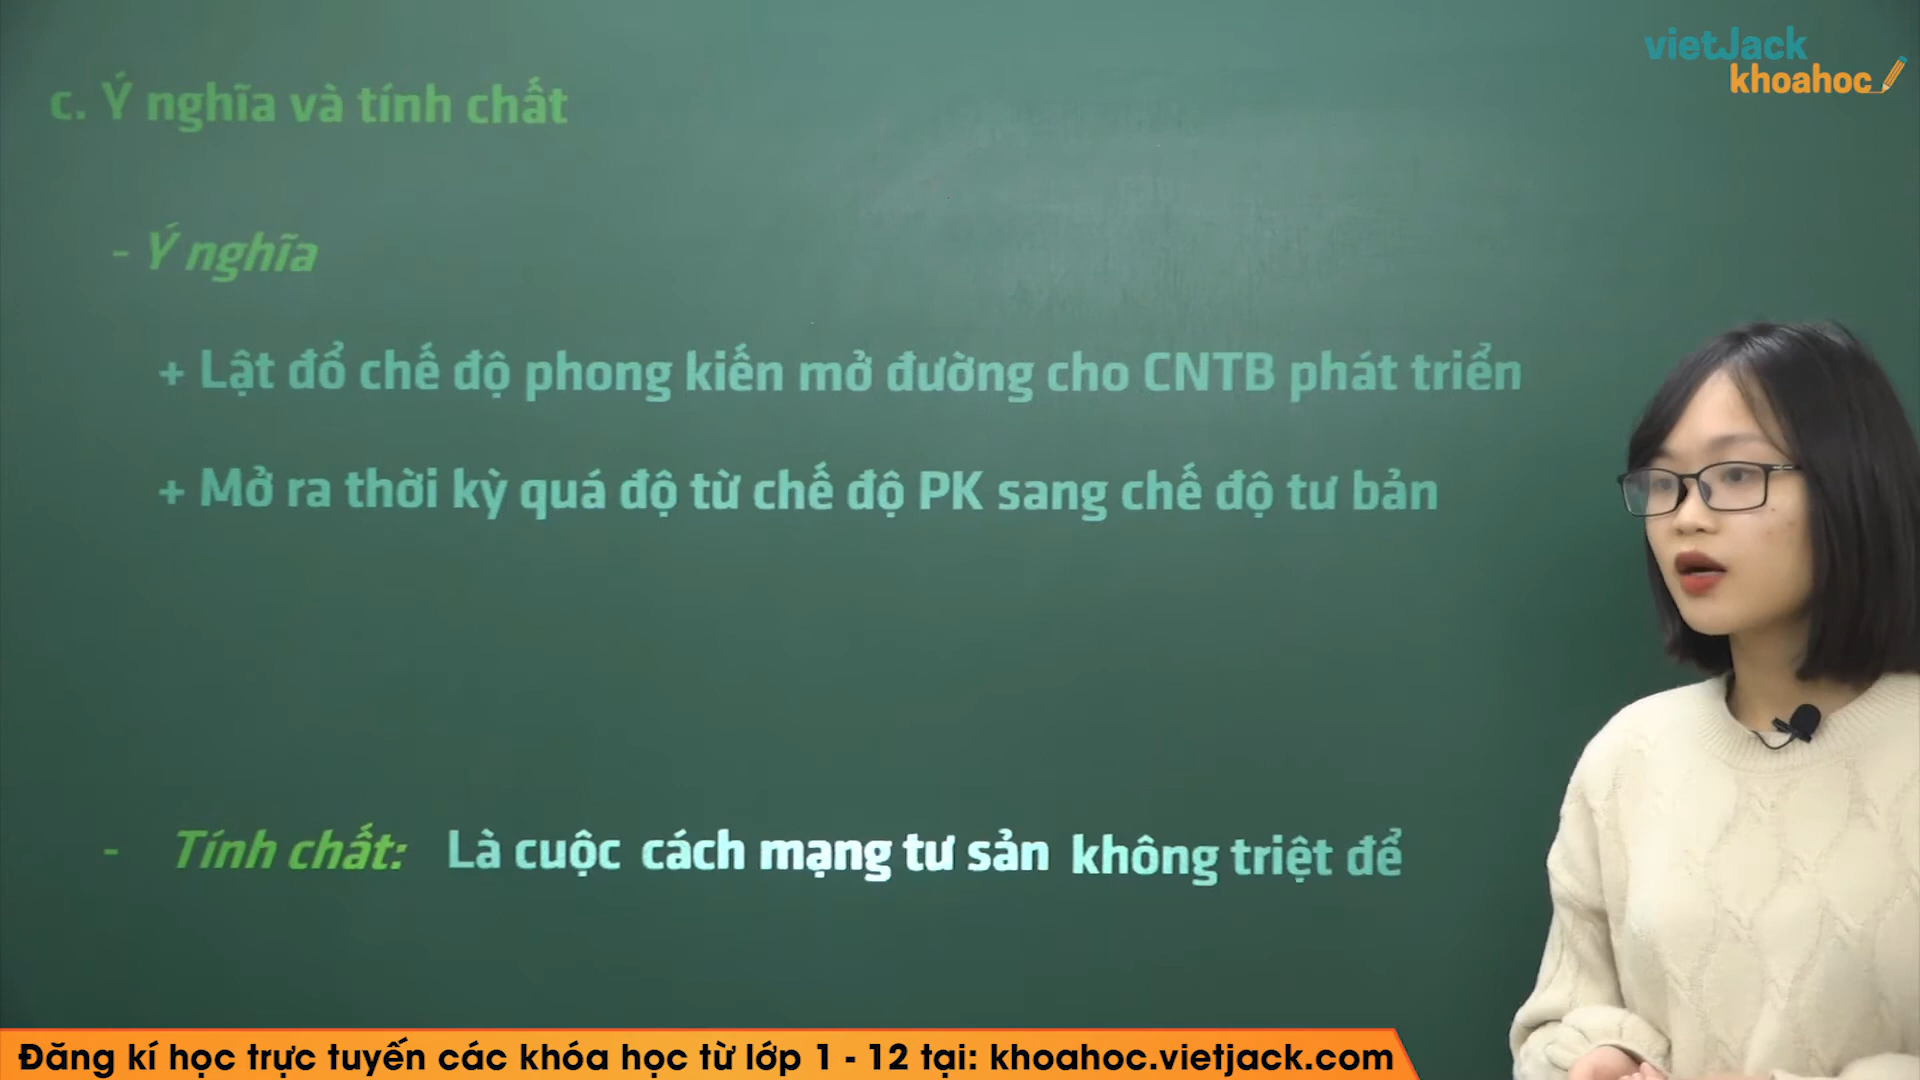 vietJack
khoahoc
c. Ý nghĩa và tính chất
- Ý nghĩa
+ Lật đổ chế độ phong kiến mở đường cho CNTB phát triển
+ Mở ra thời kỳ quá độ từ chế độ PK sang chế độ tư bản
- Tính chất: Là cuộc cách mạng tư sản không triệt để
Đăng kí học trực tuyến các khóa học từ lớp 1 - 12 tại: khoahoc.vietjack.com